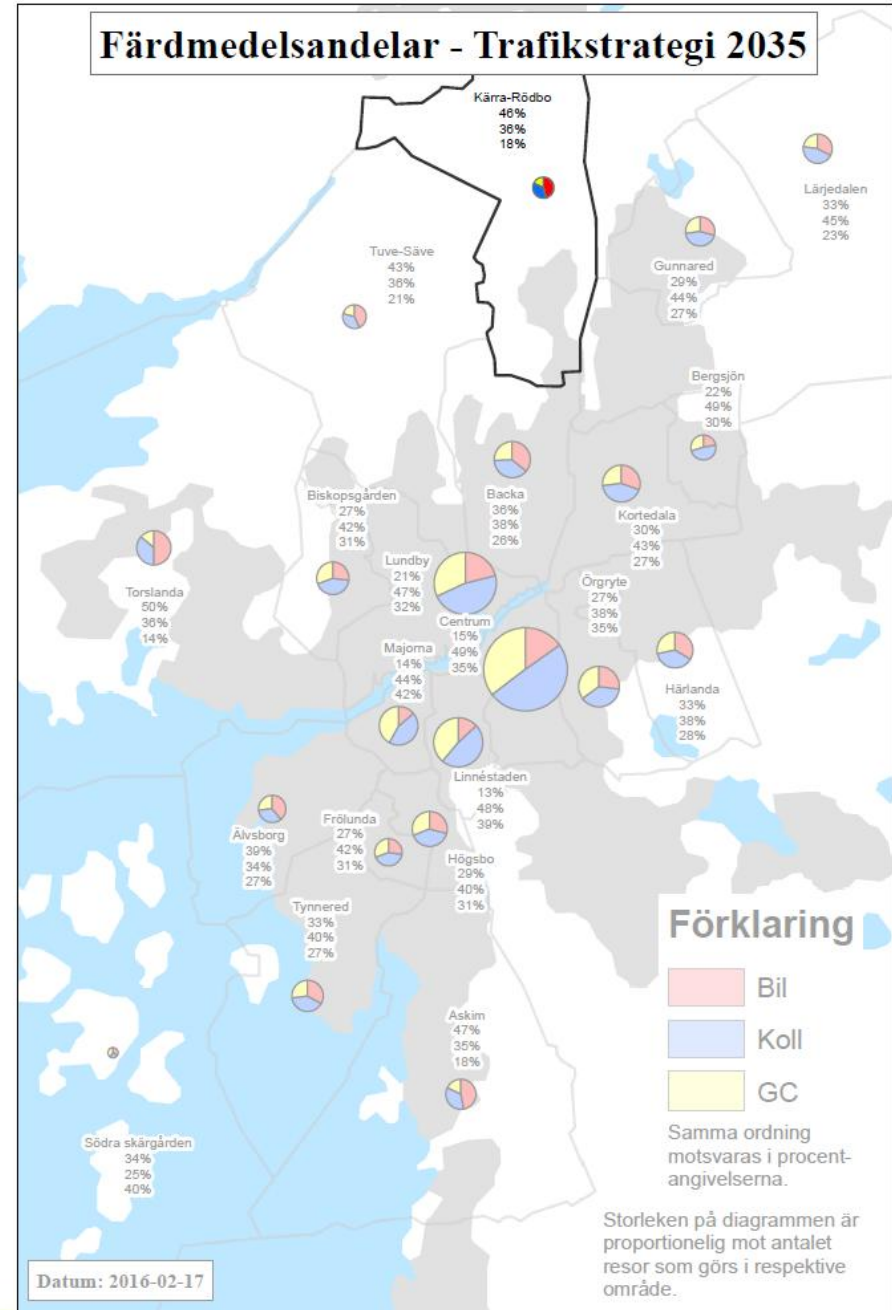 Färdmedelsandelar - Trafikstrategi 2035
Kärra-Rödbo
46%
36%
18%
Lärjedalen
33%
45%
23%
Tuve-Säve
43%
36%
21%
Gunnared
29%
44%
27%
Bergsjön
22%
49%
30%
Backa
36%
38%
26%
Kortedala
30%
43%
27%
Biskopsgården
27%
42%
31%
Torslanda
50%
36%
14%
Lundby
21%
47%
32%
Örgryte
27%
38%
35%
Centrum
15%
49%
35%
Majorna
14%
44%
42%
Härlanda
33%
38%
28%
Linnéstaden
13%
48%
39%
Älvsborg
39%
34%
27%
Frölunda
27%
42%
31%
Högsbo
29%
40%
31%
Tynnered
33%
40%
27%
Askim
47%
35%
18%
Södra skärgården
34%
25%
40%
Förklaring
Bil
Koll
GC
Samma ordning
motsvaras i procent-
angivelserna.
Storleken på diagrammen är
proportionelig mot antalet
resor som görs i respektive
område.
Datum: 2016-02-17